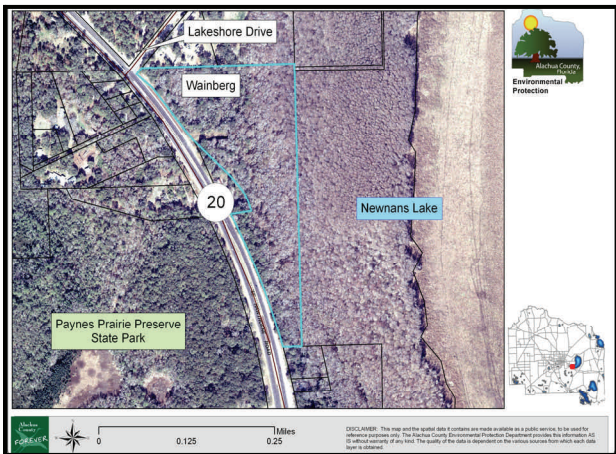 Lakeshore Drive
Wainberg
20
Newnans Lake
Paynes Prairie Preserve
State Park
Alachua County,
Florida
Environmental
Protection
Alachua
County
FOREVER
0
0.125
0.25
Miles
DISCLAIMER: This map and the spatial data it contains are made available as a public service, to be used for
reference purposes only. The Alachua County Environmental Protection Department provides this information AS
IS without warranty of any kind. The quality of the data is dependent on the various sources from which each data
layer is obtained.